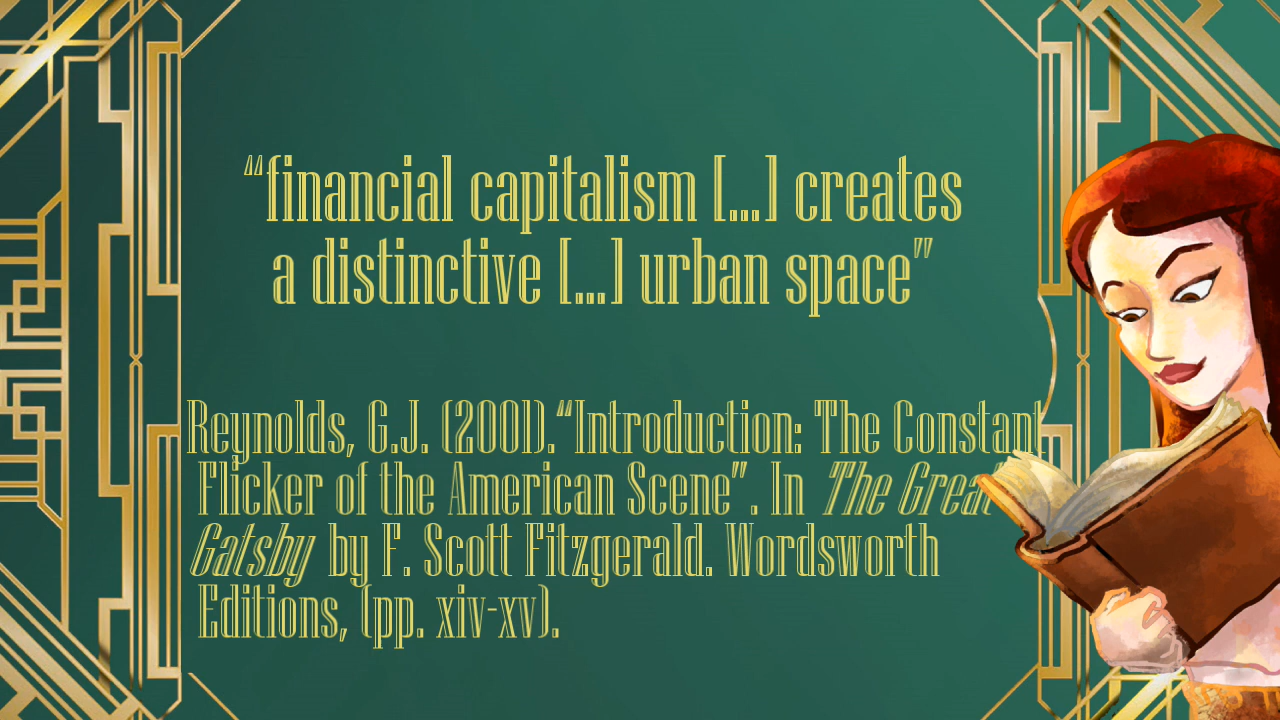 “financial capitalism [...] creates
a distinctive [...] urban space"
Reynolds, G.J. (2001).“Introduction: The Constant
Flicker of the American Scene". In The Great
Gatsby by F. Scott Fitzgerald. Wordsworth
Editions, (pp. xiv-xv).